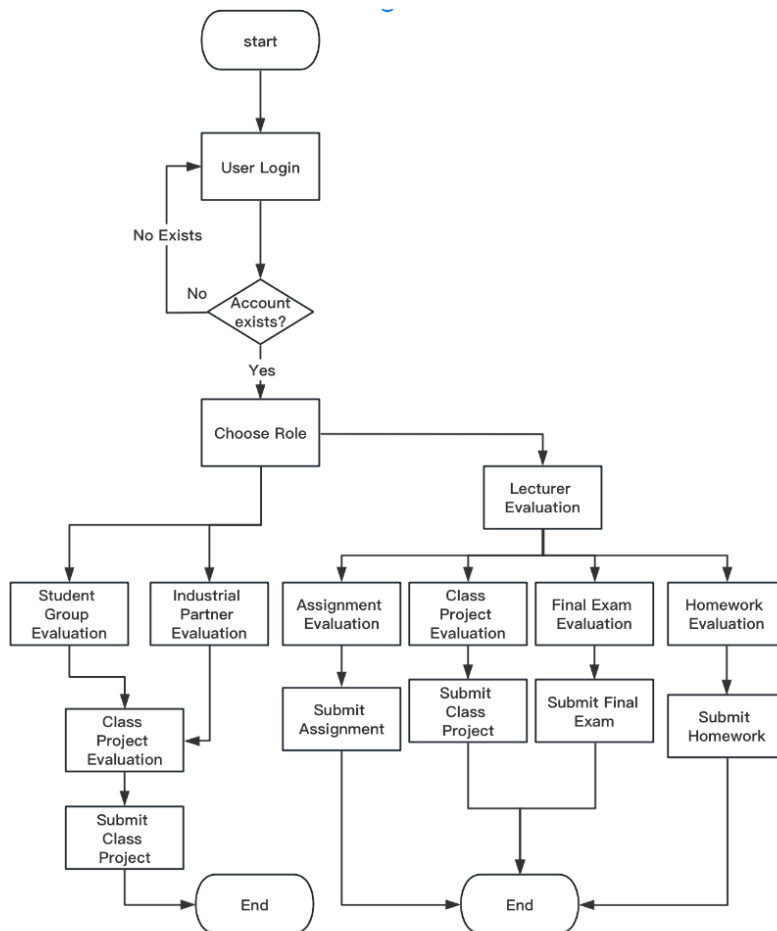 start
User Login
No Exists
No
Account
exists?
Yes
Choose Role
Lecturer
Evaluation
Student
Group
Evaluation
Industrial
Partner
Evaluation
Assignment
Evaluation
Class
Project
Evaluation
Final Exam
Evaluation
Homework
Evaluation
Class
Project
Evaluation
Submit
Assignment
Submit
Class
Project
Submit Final
Exam
Submit
Homework
Submit
Class
Project
End
End